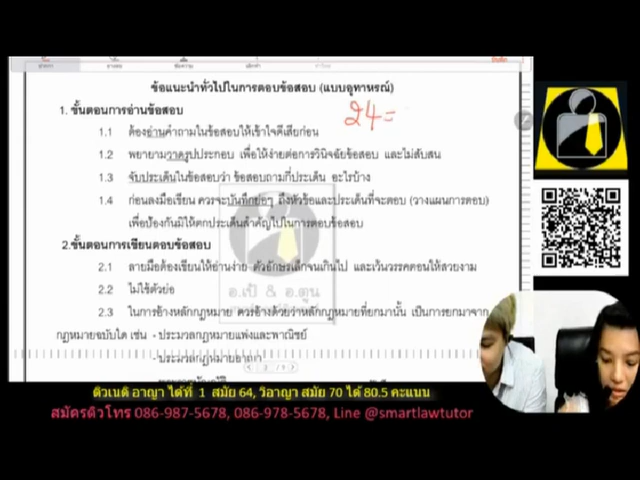 ข้อแนะนำทั่วไปในการตอบข้อสอบ (แบบอุทาหรณ์)
24=
1. ขั้นตอนการอ่านข้อสอบ
1.1 ต้องอ่านคำถามในข้อสอบให้เข้าใจดีเสียก่อน
1.2 พยายามวาดรูปประกอบ เพื่อให้ง่ายต่อการวินิจฉัยข้อสอบ และไม่สับสน
1.3 จับประเด็นในข้อสอบว่า ข้อสอบถามกี่ประเด็น อะไรบ้าง
1.4 ก่อนลงมือเขียน ควรจะบันทึกย่อๆ ถึงหัวข้อและประเด็นที่จะตอบ (วางแผนการตอบ)
เพื่อป้องกันมิให้ตกประเด็นสำคัญไปในการตอบข้อสอบ
2.ขั้นตอนการเขียนตอบข้อสอบ
2.1 ลายมือต้องเขียนให้อ่านง่าย ตัวอักษรเล็กจนเกินไป และเว้นวรรคตอนให้สวยงาม
2.2 ไม่ใช้ตัวย่อ
2.3 ในการอ้างหลักกฎหมาย ควรอ้างด้วยว่าหลักกฎหมายที่ยกมานั้น เป็นการยกมาจาก
กฎหมายฉบับใด เช่น - ประมวลกฎหมายแพ่งและพาณิชย์
- ประมวลกฎหมายอาญา
อ.เป้ & อ.ตูน
ติวเนติ อาญา ได้ที่ 1 สมัย 64, วิอาญา สมัย 70 ได้ 80.5 คะแนน
สมัครติวโทร 086-987-5678, 086-978-5678, Line @smartlawtutor